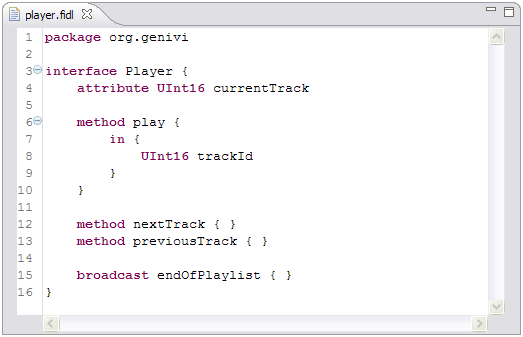 player.fidl
1 package org.genivi
2
3 interface Player {
4 attribute UInt16 currentTrack
5
6 method play {
7 in {
8 UInt16 trackId
9 }
10 }
11
12 method nextTrack { }
13 method previousTrack { }
14
15 broadcast endOfPlaylist { }
16 }